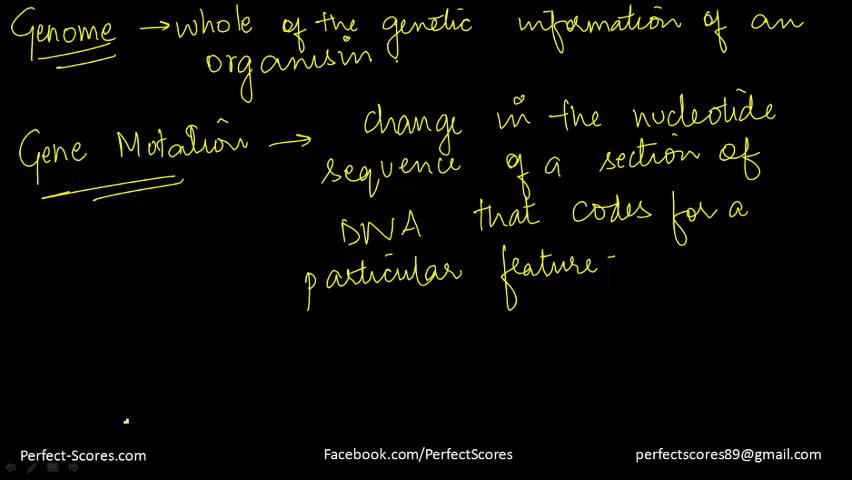 Genome → whole of the genetic information of an
organism.
Gene Motation → change in the nucleotide
sequence of a section of
DNA that codes for a
particular feature -
Perfect-Scores.com Facebook.com/PerfectScores perfectscores89@gmail.com